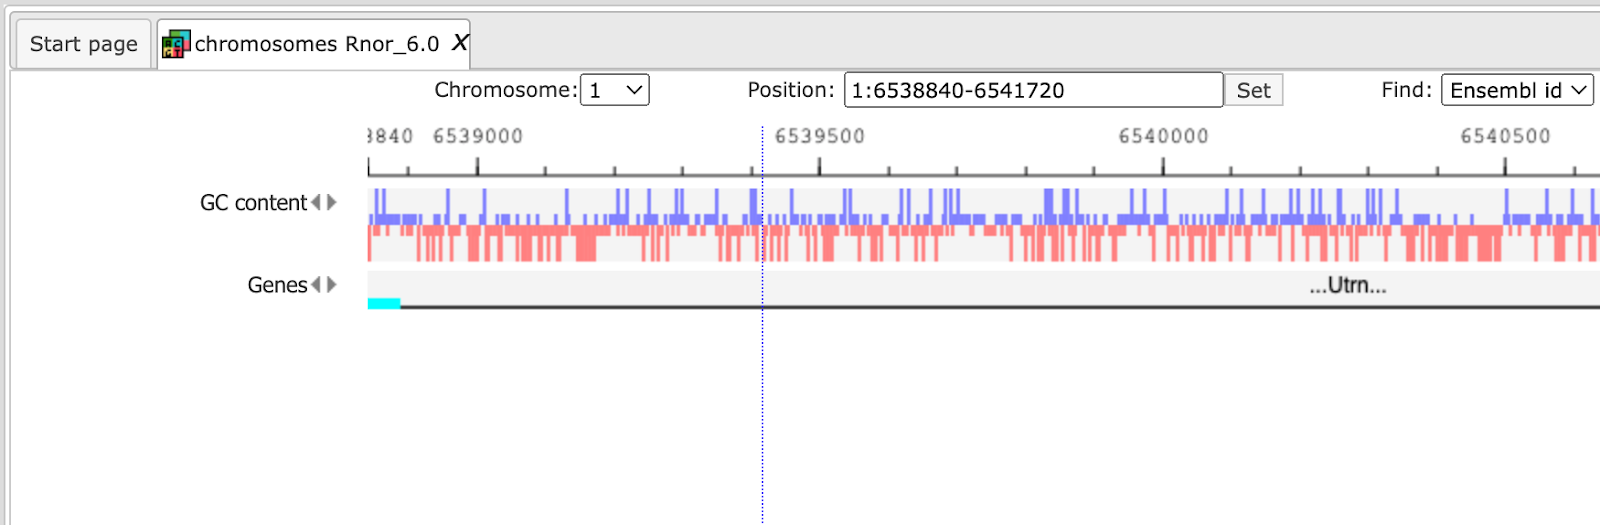 Start page
chromosomes Rnor_6.0 X
Chromosome: 1 Position: 1:6538840-6541720 Set Find: Ensembl id
3840 6539000 6539500 6540000 6540500
GC content
Genes
...Utrn...